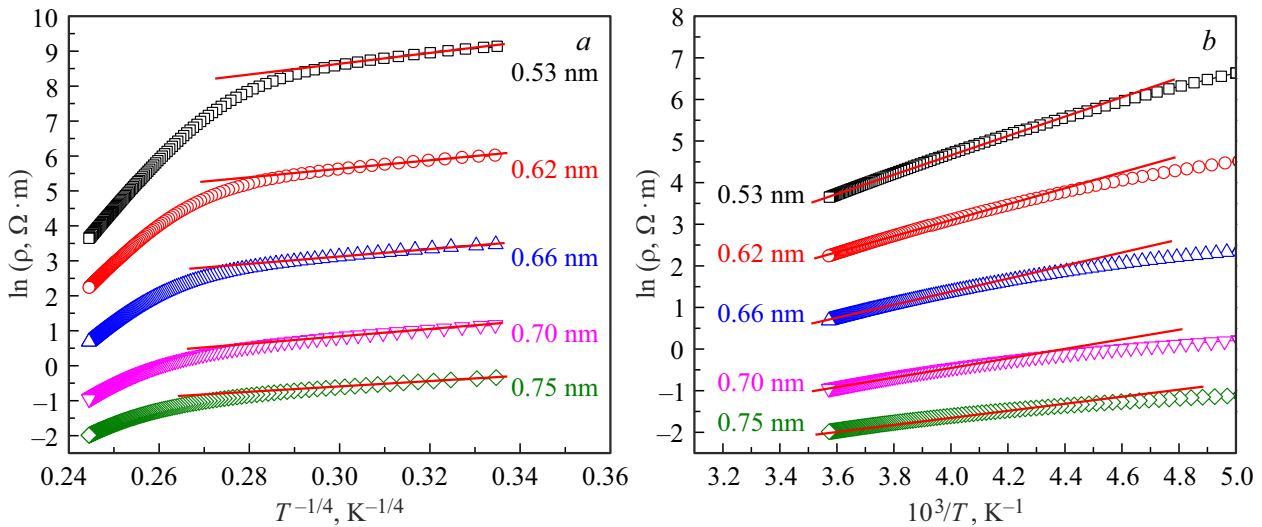 a
10
9
8
7
6
5
4
3
2
1
0
−1
−2
ln (ρ, Ω · m)
0.53 nm
0.62 nm
0.66 nm
0.70 nm
0.75 nm
0.24 0.26 0.28 0.30 0.32 0.34 0.36
T −1/4, K−1/4
b
8
7
6
5
4
3
2
1
0
−1
−2
ln (ρ, Ω · m)
0.53 nm
0.62 nm
0.66 nm
0.70 nm
0.75 nm
3.2 3.6 3.8 4.0 4.2 4.4 4.6 4.8 5.0
10³/T, K−1